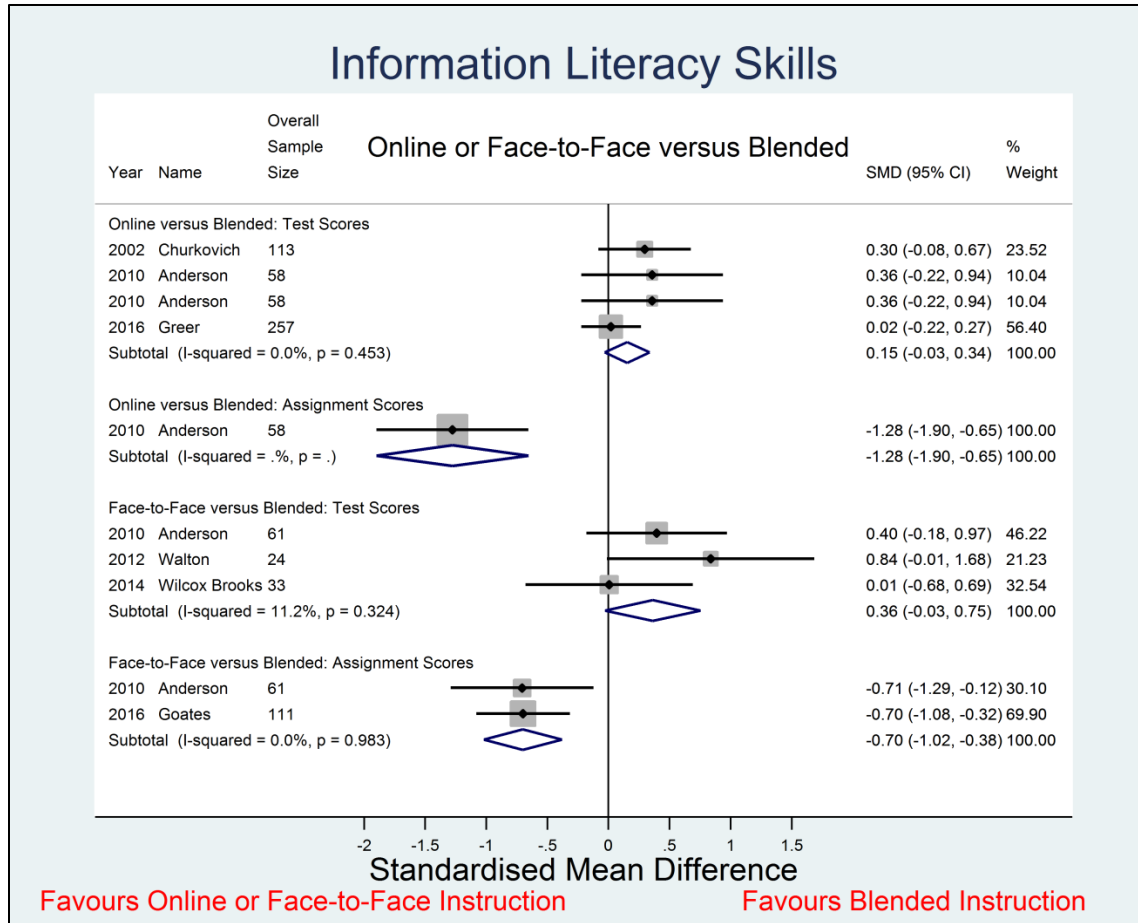 Information Literacy Skills
Overall
Sample Online or Face-to-Face versus Blended %
Year Name Size SMD (95% CI) Weight
Online versus Blended: Test Scores
2002 Churkovich 113 0.30 (-0.08, 0.67) 23.52
2010 Anderson 58 0.36 (-0.22, 0.94) 10.04
2010 Anderson 58 0.36 (-0.22, 0.94) 10.04
2016 Greer 257 0.02 (-0.22, 0.27) 56.40
Subtotal (I-squared = 0.0%, p = 0.453) 0.15 (-0.03, 0.34) 100.00
Online versus Blended: Assignment Scores
2010 Anderson 58 -1.28 (-1.90, -0.65) 100.00
Subtotal (I-squared = .%, p = .) -1.28 (-1.90, -0.65) 100.00
Face-to-Face versus Blended: Test Scores
2010 Anderson 61 0.40 (-0.18, 0.97) 46.22
2012 Walton 24 0.84 (-0.01, 1.68) 21.23
2014 Wilcox Brooks 33 0.01 (-0.68, 0.69) 32.54
Subtotal (I-squared = 11.2%, p = 0.324) 0.36 (-0.03, 0.75) 100.00
Face-to-Face versus Blended: Assignment Scores
2010 Anderson 61 -0.71 (-1.29, -0.12) 30.10
2016 Goates 111 -0.70 (-1.08, -0.32) 69.90
Subtotal (I-squared = 0.0%, p = 0.983) -0.70 (-1.02, -0.38) 100.00
-2 -1.5 -1 -.5 0 .5 1 1.5
Standardised Mean Difference
Favours Online or Face-to-Face Instruction Favours Blended Instruction